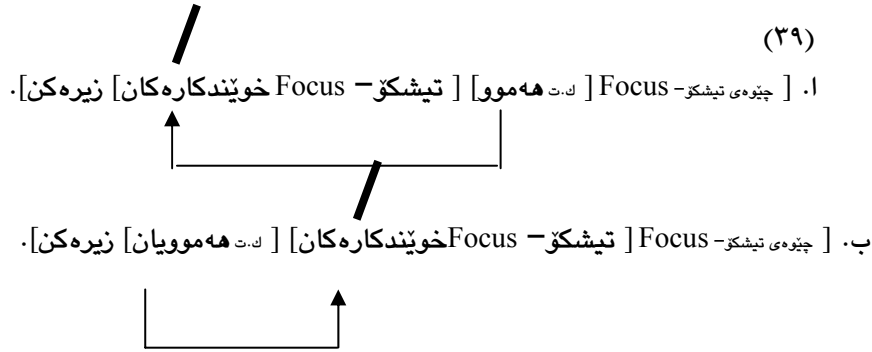 (٣٩)
ا. [ چێوەی تیشکۆ- Focus [ ك.ت هەموو] [ تیشکۆ – Focus خوێندکارەکان] زیرەکن].
ب. [ چێوەی تیشکۆ- Focus [ تیشکۆ – Focusخوێندکارەکان] [ ك.ت هەموویان] زیرەکن].